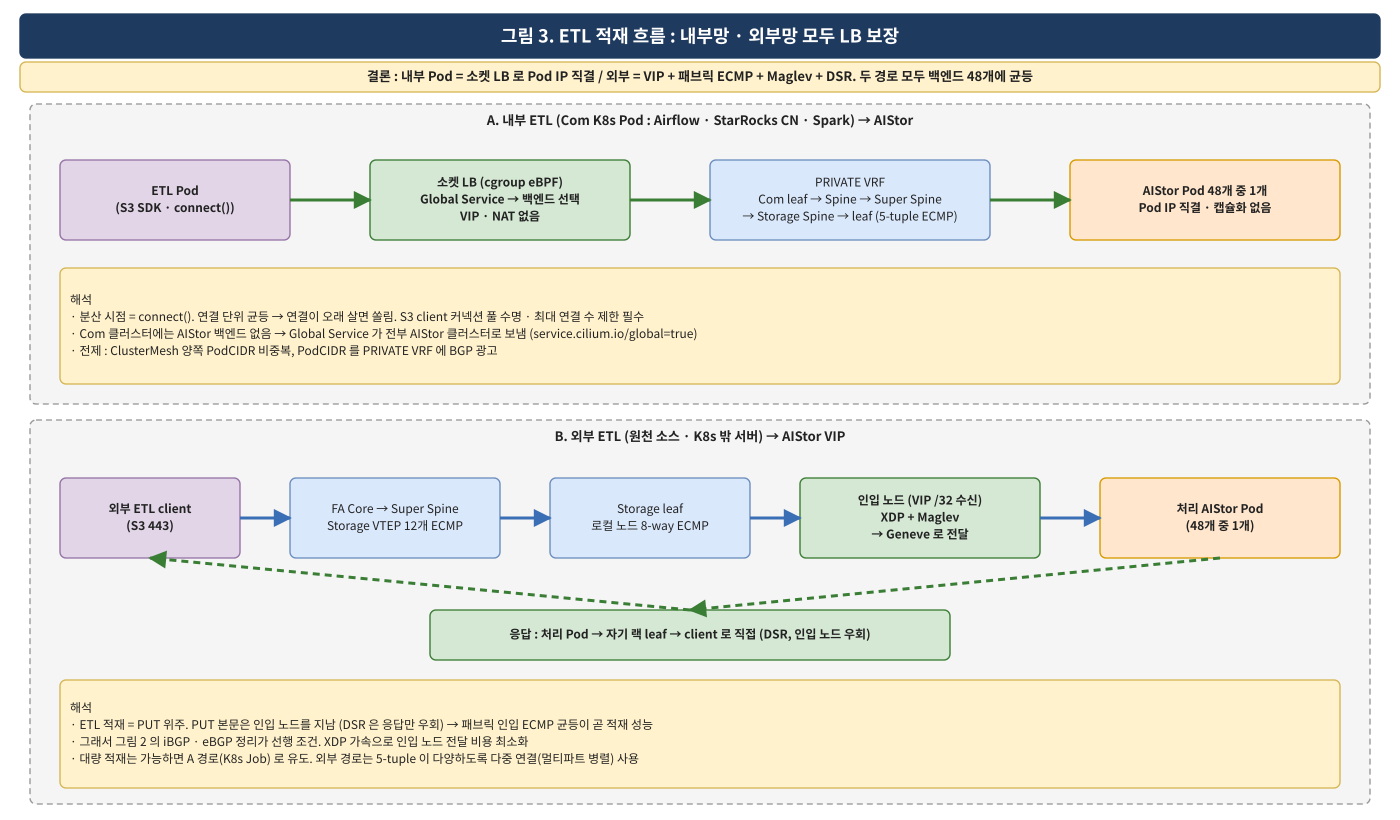 그림 3. ETL 적재 흐름 : 내부망 · 외부망 모두 LB 보장
결론 : 내부 Pod = 소켓 LB 로 Pod IP 직결 / 외부 = VIP + 패브릭 ECMP + Maglev + DSR. 두 경로 모두 백엔드 48개에 균등
A. 내부 ETL (Com K8s Pod : Airflow · StarRocks CN · Spark) → AIStor
ETL Pod
(S3 SDK · connect())
소켓 LB (cgroup eBPF)
Global Service → 백엔드 선택
VIP · NAT 없음
PRIVATE VRF
Com leaf → Spine → Super Spine
→ Storage Spine → leaf (5-tuple ECMP)
AIStor Pod 48개 중 1개
Pod IP 직결 · 캡슐화 없음
해석
· 분산 시점 = connect(). 연결 단위 균등 → 연결이 오래 살면 쏠림. S3 client 커넥션 풀 수명 · 최대 연결 수 제한 필수
· Com 클러스터에는 AIStor 백엔드 없음 → Global Service 가 전부 AIStor 클러스터로 보냄 (service.cilium.io/global=true)
· 전제 : ClusterMesh 양쪽 PodCIDR 비중복, PodCIDR 를 PRIVATE VRF 에 BGP 광고
B. 외부 ETL (원천 소스 · K8s 밖 서버) → AIStor VIP
외부 ETL client
(S3 443)
FA Core → Super Spine
Storage VTEP 12개 ECMP
Storage leaf
로컬 노드 8-way ECMP
인입 노드 (VIP /32 수신)
XDP + Maglev
→ Geneve 로 전달
처리 AIStor Pod
(48개 중 1개)
응답 : 처리 Pod → 자기 랙 leaf → client 로 직접 (DSR, 인입 노드 우회)
해석
· ETL 적재 = PUT 위주. PUT 본문은 인입 노드를 지남 (DSR 은 응답만 우회) → 패브릭 인입 ECMP 균등이 곧 적재 성능
· 그래서 그림 2 의 iBGP · eBGP 정리가 선행 조건. XDP 가속으로 인입 노드 전달 비용 최소화
· 대량 적재는 가능하면 A 경로(K8s Job) 로 유도. 외부 경로는 5-tuple 이 다양하도록 다중 연결(멀티파트 병렬) 사용